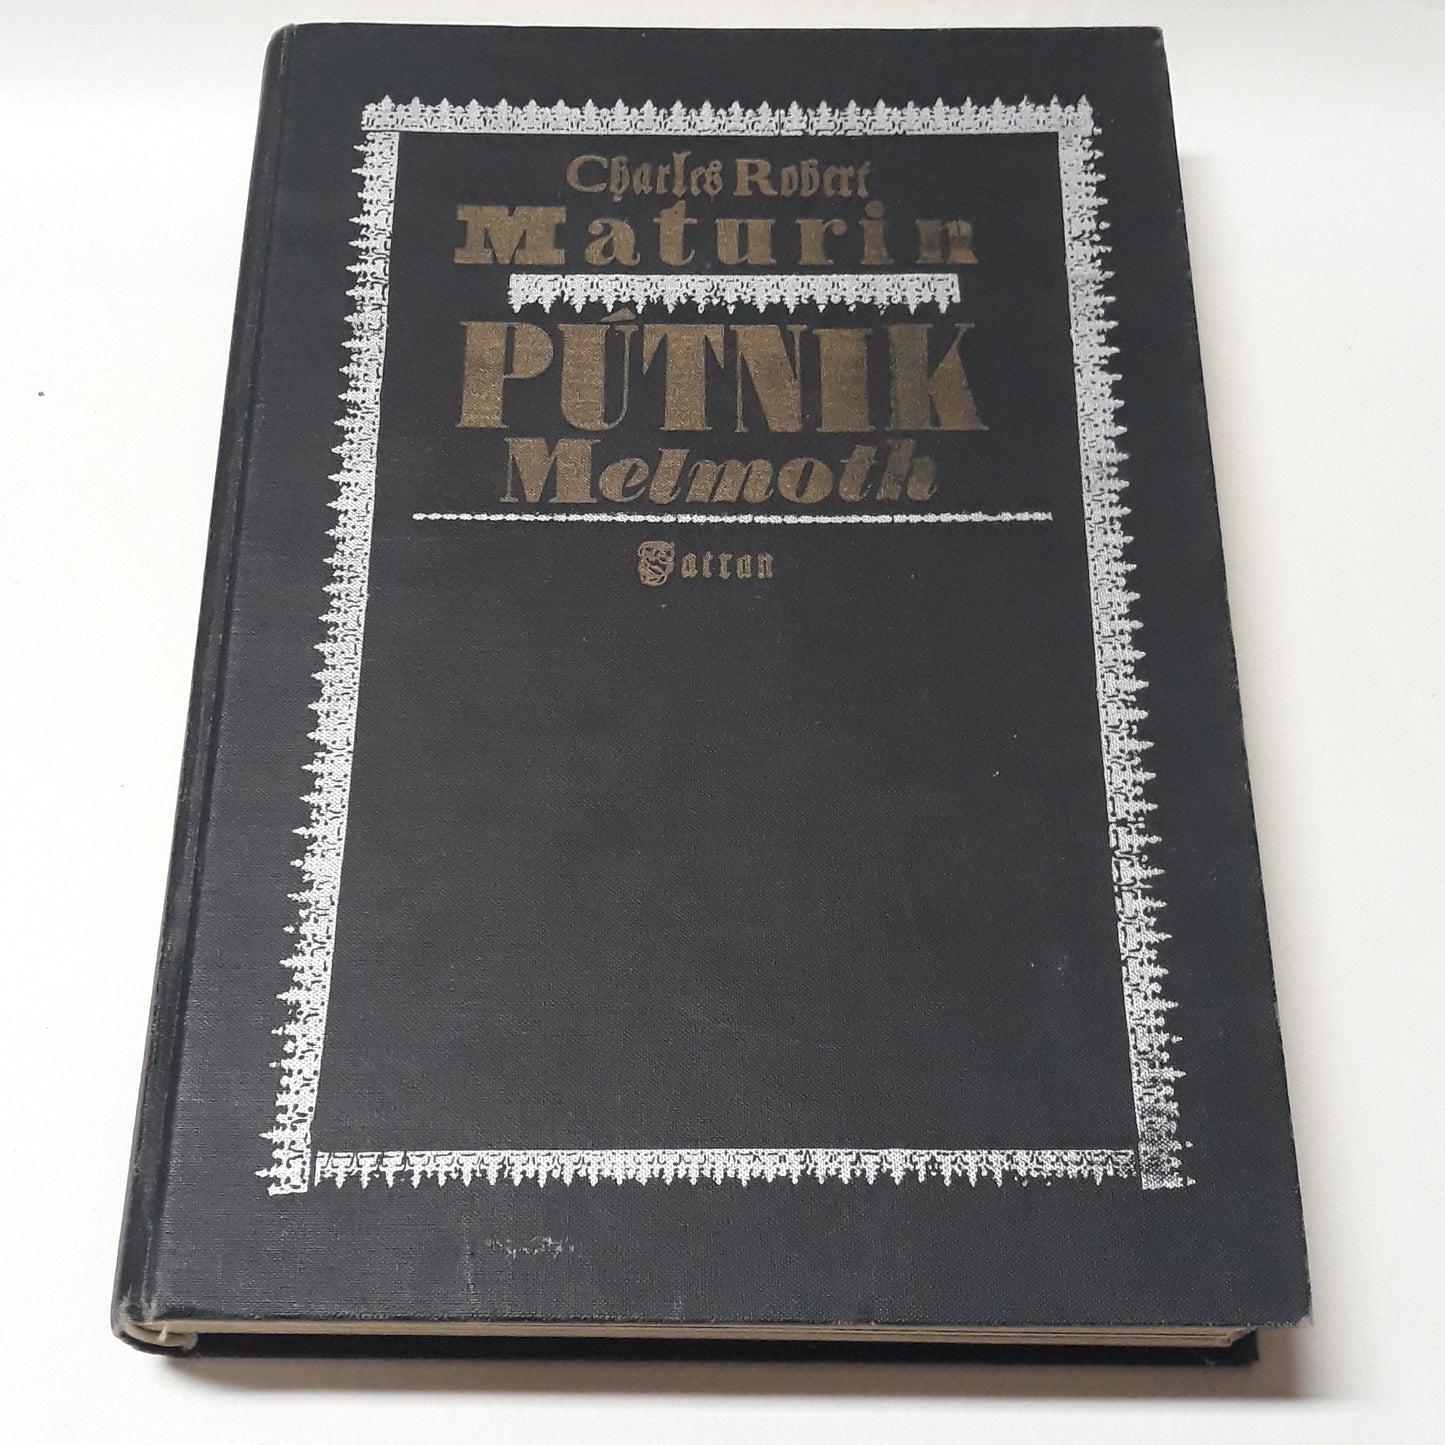 Charles Robert
Maturin
PÚTNIK
Melmoth
Tatran